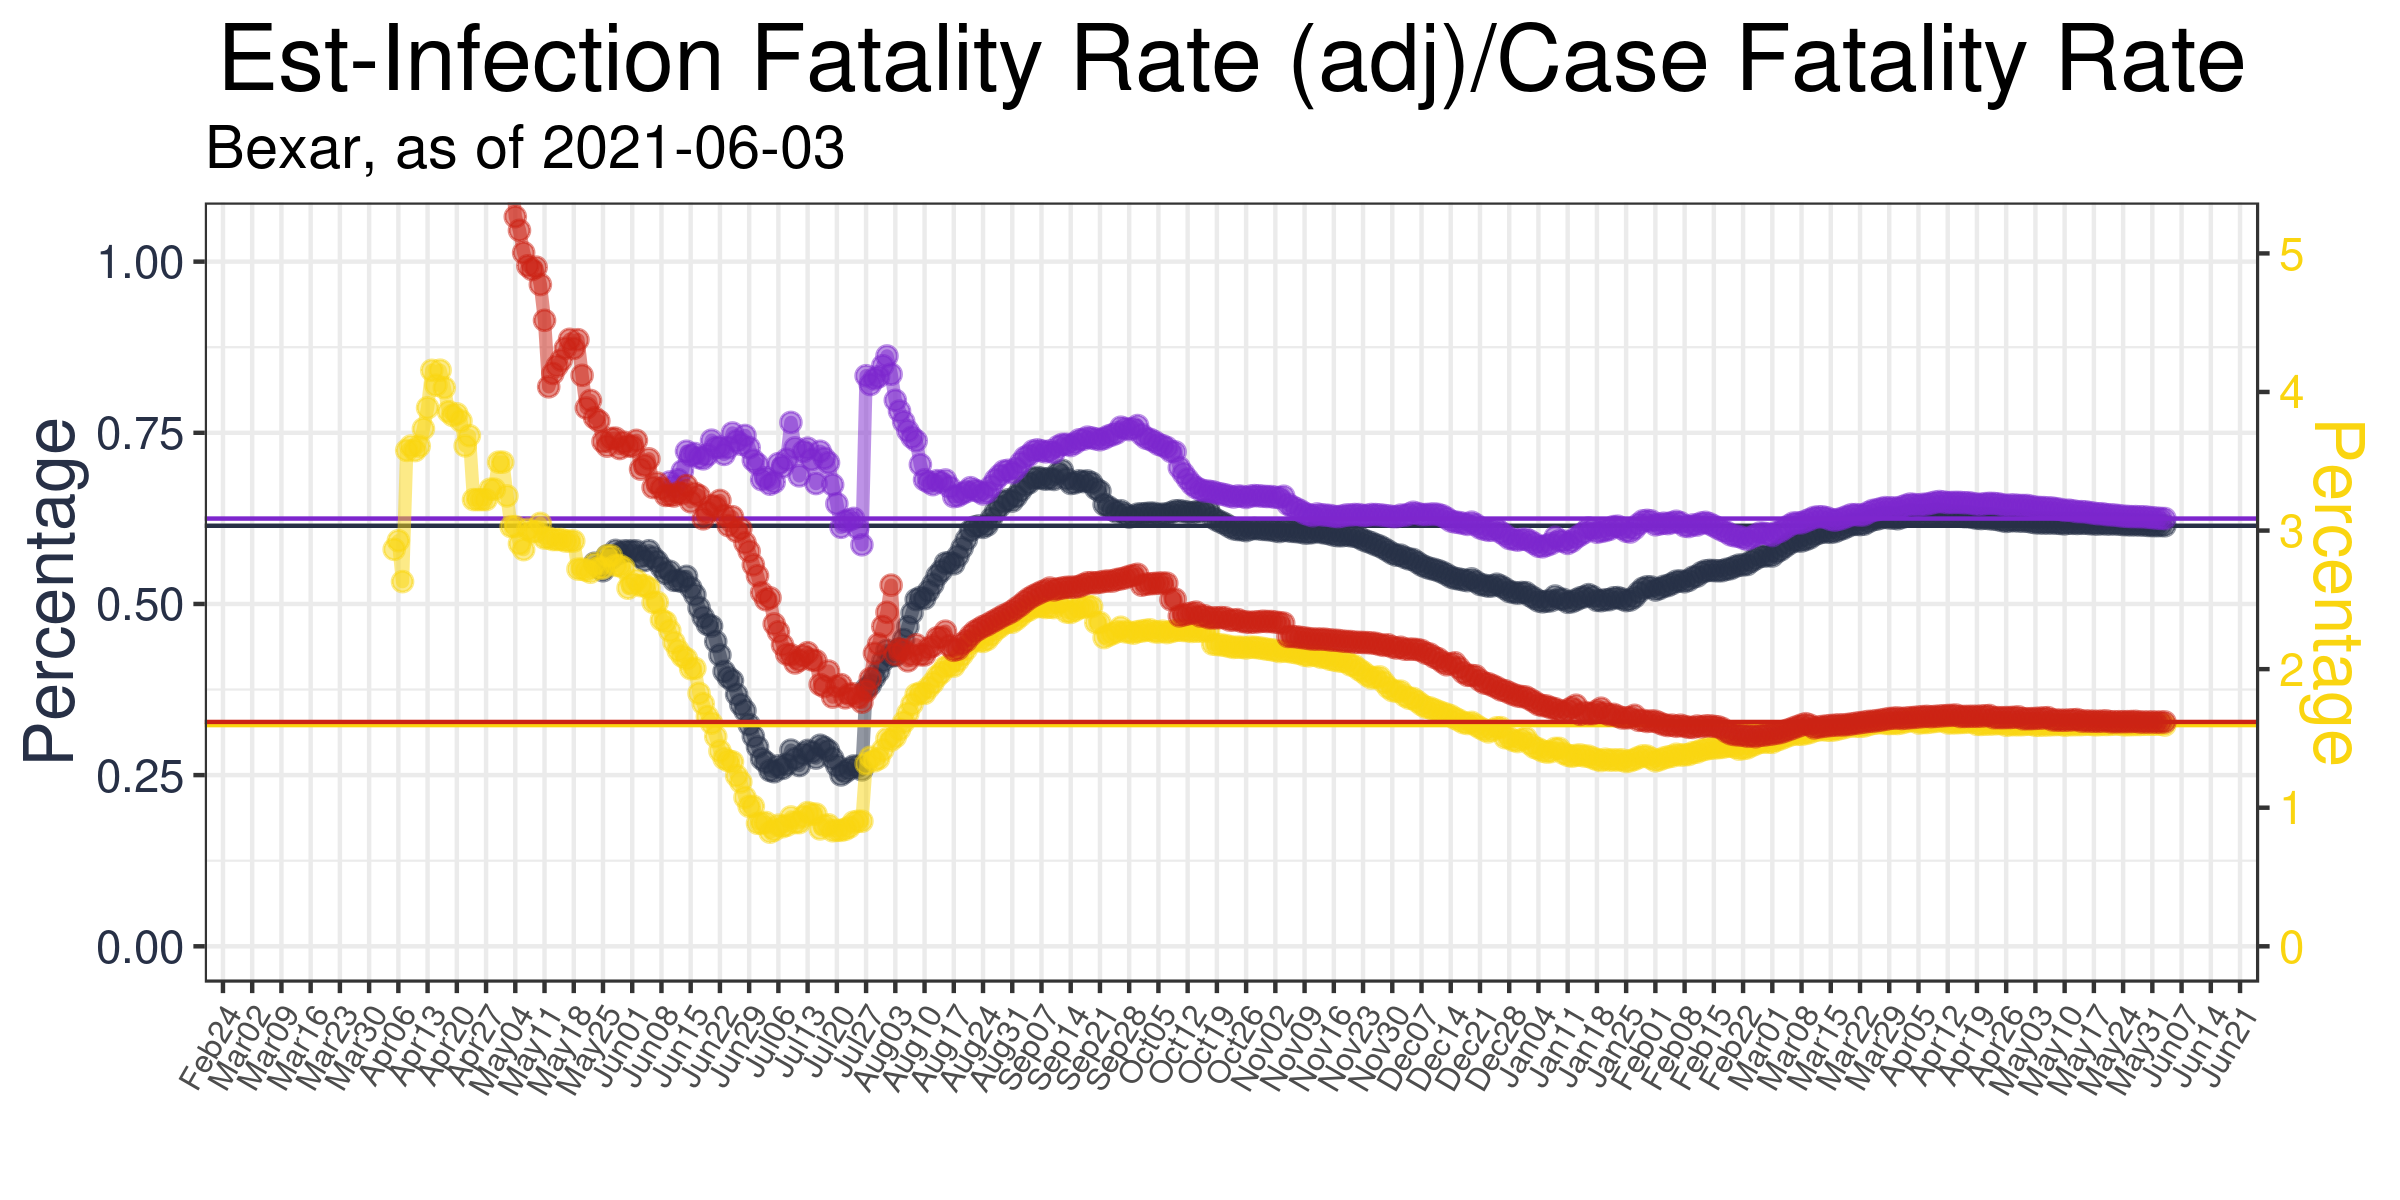 Est-Infection Fatality Rate (adj)/Case Fatality Rate
Bexar, as of 2021-06-03
Percentage
1.00
0.75
0.50
0.25
0.00
5
4
3
2
1
0
Percentage
Feb24
Mar02
Mar09
Mar16
Mar23
Mar30
Apr06
Apr13
Apr20
Apr27
May04
May11
May18
May25
Jun01
Jun08
Jun15
Jun22
Jun29
Jul06
Jul13
Jul20
Jul27
Aug03
Aug10
Aug17
Aug24
Aug31
Sep07
Sep14
Sep21
Sep28
Oct05
Oct12
Oct19
Oct26
Nov02
Nov09
Nov16
Nov23
Nov30
Dec07
Dec14
Dec21
Dec28
Jan04
Jan11
Jan18
Jan25
Feb01
Feb08
Feb15
Feb22
Mar01
Mar08
Mar15
Mar22
Mar29
Apr05
Apr12
Apr19
Apr26
May03
May10
May17
May24
May31
Jun07
Jun14
Jun21